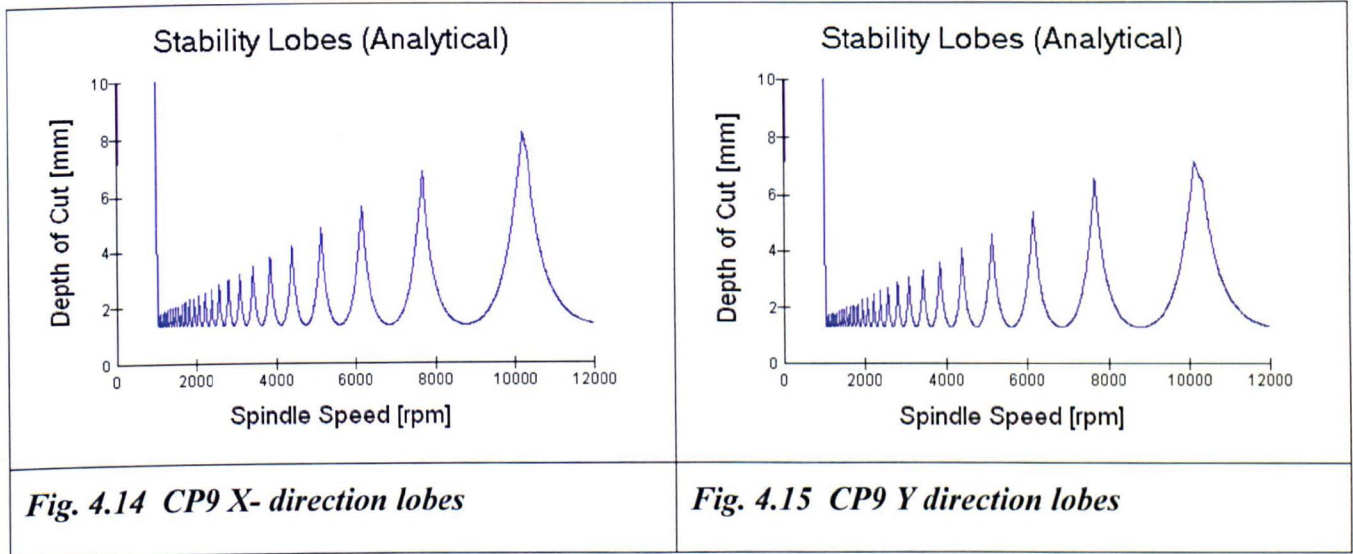 Stability Lobes (Analytical)
10
8
6
4
2
0
Depth of Cut [mm]
0 2000 4000 6000 8000 10000 12000
Spindle Speed [rpm]
Fig. 4.14 CP9 X- direction lobes
Stability Lobes (Analytical)
10
8
6
4
2
0
Depth of Cut [mm]
0 2000 4000 6000 8000 10000 12000
Spindle Speed [rpm]
Fig. 4.15 CP9 Y direction lobes